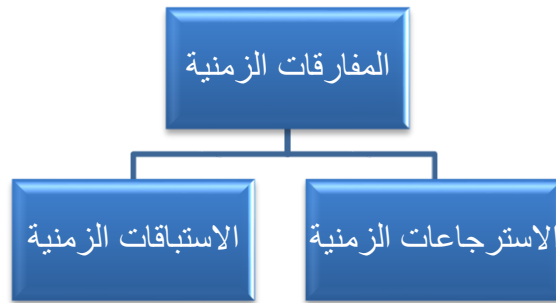 المفارقات الزمنية
الاسترجاعات الزمنية
الاستباقات الزمنية